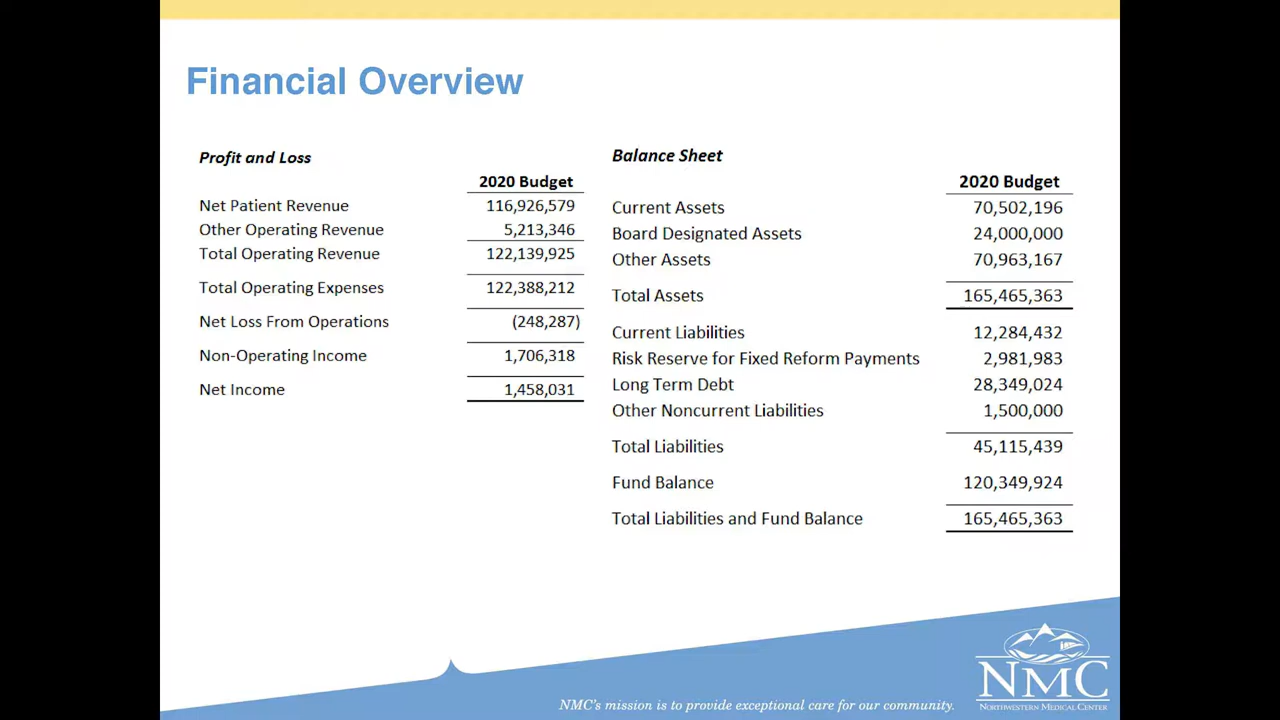 Financial Overview
Profit and Loss
2020 Budget
Net Patient Revenue 116,926,579
Other Operating Revenue 5,213,346
Total Operating Revenue 122,139,925
Total Operating Expenses 122,388,212
Net Loss From Operations (248,287)
Non-Operating Income 1,706,318
Net Income 1,458,031
Balance Sheet
2020 Budget
Current Assets 70,502,196
Board Designated Assets 24,000,000
Other Assets 70,963,167
Total Assets 165,465,363
Current Liabilities 12,284,432
Risk Reserve for Fixed Reform Payments 2,981,983
Long Term Debt 28,349,024
Other Noncurrent Liabilities 1,500,000
Total Liabilities 45,115,439
Fund Balance 120,349,924
Total Liabilities and Fund Balance 165,465,363
NMC
NORTHWESTERN MEDICAL CENTER
NMC's mission is to provide exceptional care for our community.